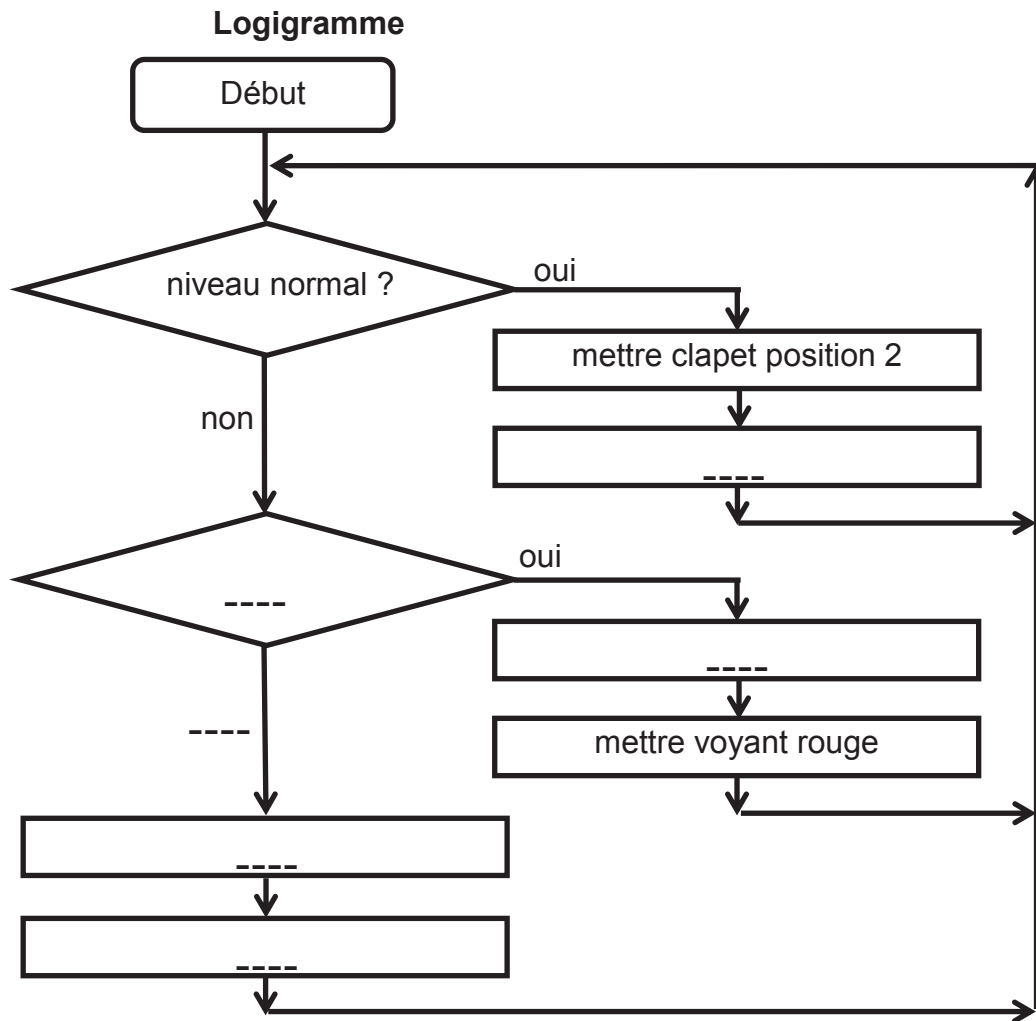 Logigramme
Début
niveau normal ?
oui
mettre clapet position 2
non
----
oui
----
----
----
mettre voyant rouge
----
----